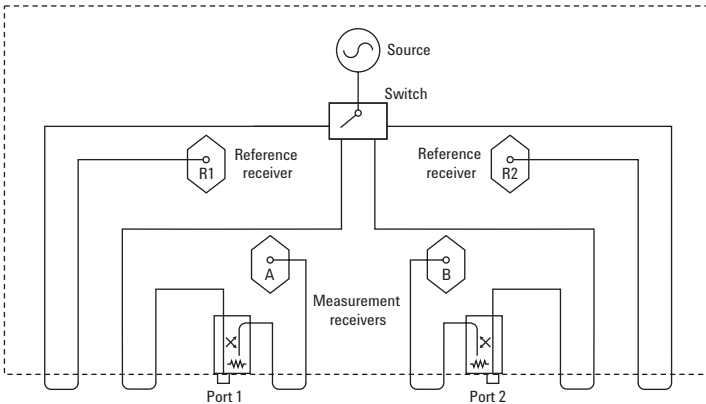 Source
Switch
Reference
receiver
R1
Reference
receiver
R2
A
B
Measurement
receivers
Port 1
Port 2